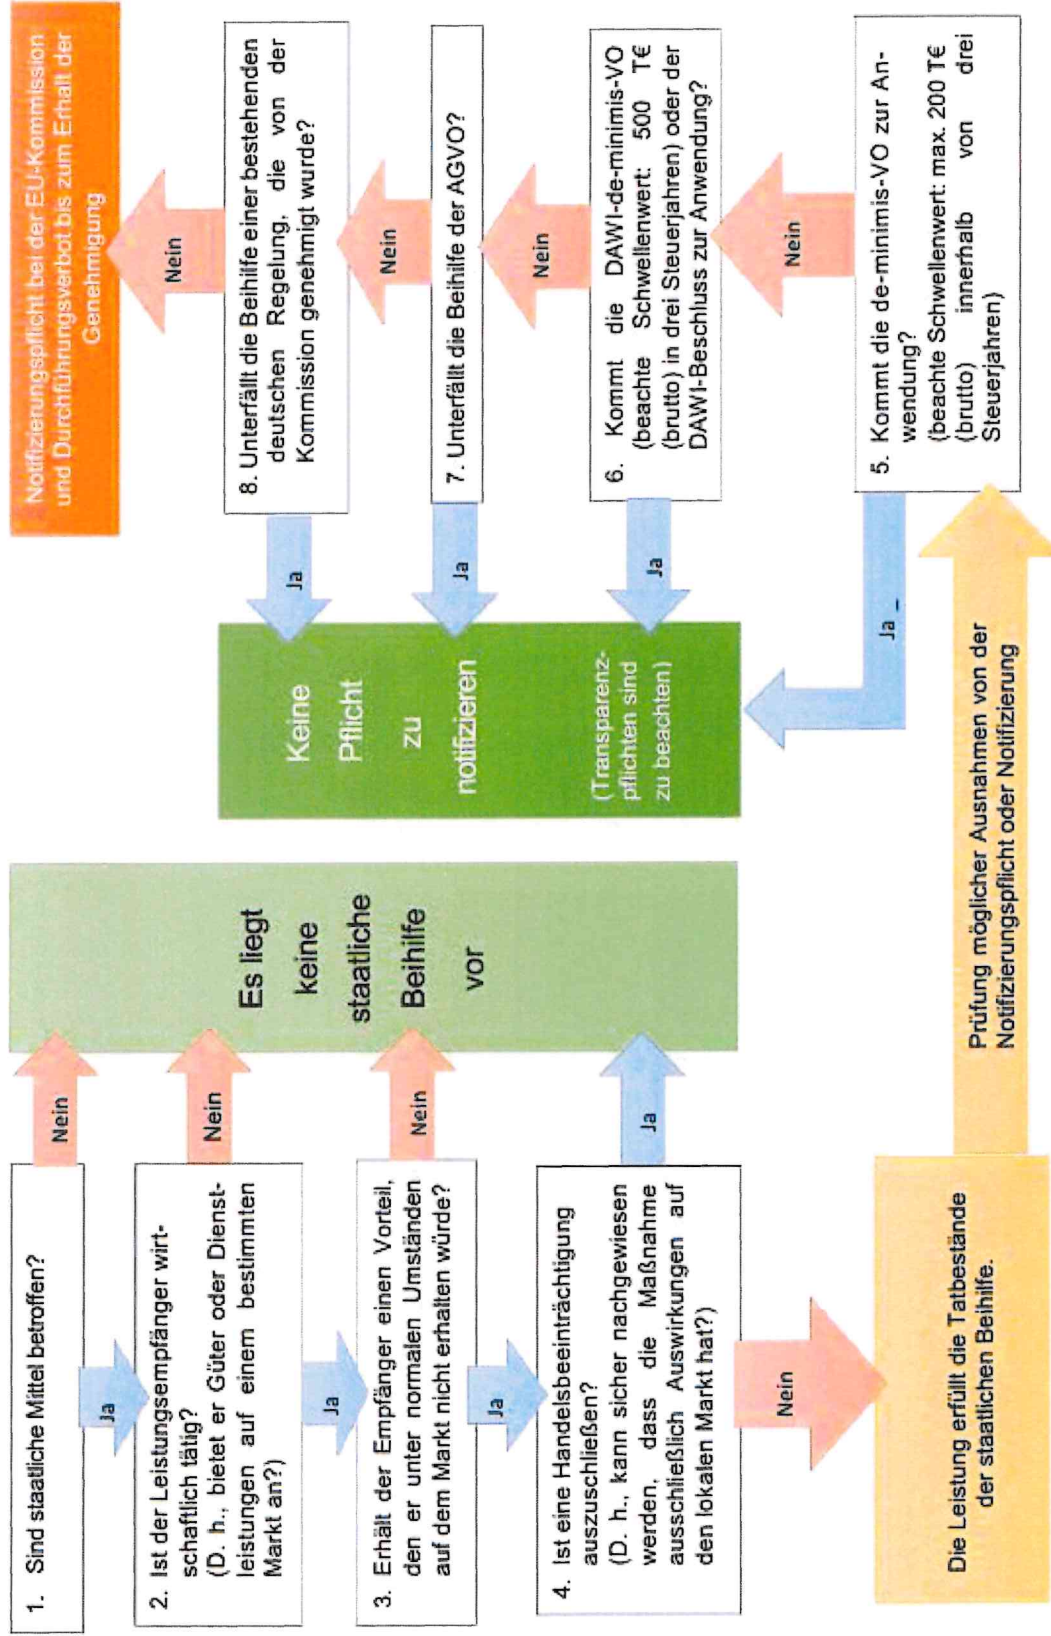 1. Sind staatliche Mittel betroffen?
Nein
Ja
2. Ist der Leistungsempfänger wirt-
schaftlich tätig?
(D. h., bietet er Güter oder Dienst-
leistungen auf einem bestimmten
Markt an?)
Nein
Ja
3. Erhält der Empfänger einen Vorteil,
den er unter normalen Umständen
auf dem Markt nicht erhalten würde?
Nein
Ja
4. Ist eine Handelsbeeinträchtigung
auszuschließen?
(D. h., kann sicher nachgewiesen
werden, dass die Maßnahme
ausschließlich Auswirkungen auf
den lokalen Markt hat?)
Ja
Nein
Es liegt
keine
staatliche
Beihilfe
vor
Die Leistung erfüllt die Tatbestände
der staatlichen Beihilfe.
Prüfung möglicher Ausnahmen von der
Notifizierungspflicht oder Notifizierung
5. Kommt die de-minimis-VO zur An-
wendung?
(beachte Schwellenwert: max. 200 T€
(brutto) innerhalb von drei
Steuerjahren)
Ja _
Nein
6. Kommt die DAWI-de-minimis-VO
(beachte Schwellenwert: 500 T€
(brutto) in drei Steuerjahren) oder der
DAWI-Beschluss zur Anwendung?
Ja
Nein
7. Unterfällt die Beihilfe der AGVO?
Ja
Nein
8. Unterfällt die Beihilfe einer bestehenden
deutschen Regelung, die von der
Kommission genehmigt wurde?
Ja
Nein
Keine
Pflicht
zu
notifizieren
(Transparenz-
pflichten sind
zu beachten)
Notifizierungspflicht bei der EU-Kommission
und Durchführungsverbot bis zum Erhalt der
Genehmigung